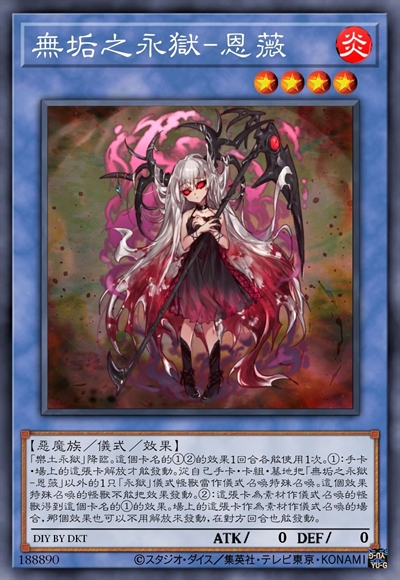 無垢之永獄-恩薇
炎
【惡魔族／儀式／效果】
「樂土永獄」降臨。這個卡名的①②的效果1回合各能使用1次。①：手卡
・場上的這張卡解放才能發動。從自己手卡・卡組・墓地把「無垢之永獄
-恩薇」以外的1只「永獄」儀式怪獸當作儀式召喚特殊召喚。這個效果
特殊召喚的怪獸不能把效果發動。②：這張卡為素材作儀式召喚的怪
獸得到這個卡名的①的效果。場上的這張卡作為素材作儀式召喚的場
合，那個效果也可以不用解放來發動，在對方回合也能發動。
DIY BY DKT ATK/ 0 DEF/ 0
188890 ©スタジオ・ダイス／集英社・テレビ東京・KONAMI